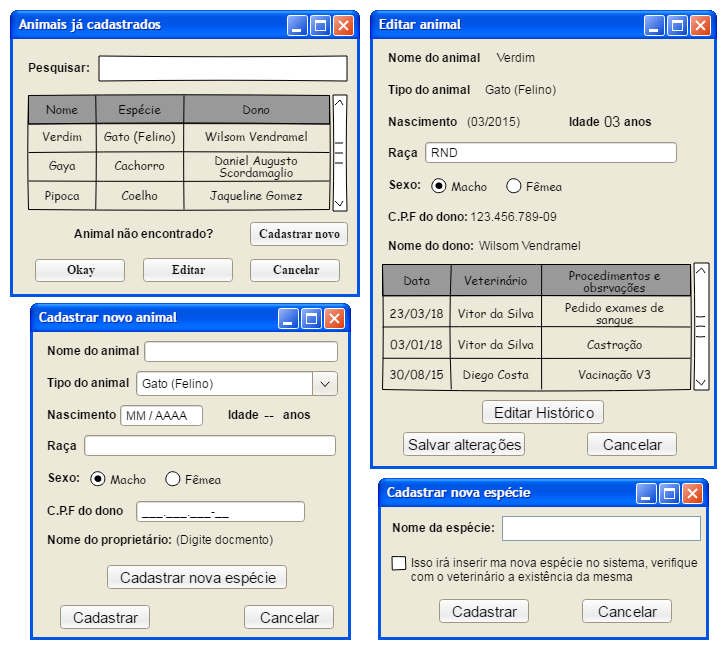 Animais já cadastrados
Pesquisar:
Nome Espécie Dono
Verdim Gato (Felino) Wilsom Vendramel
Gaya Cachorro Daniel Augusto Scordamaglio
Pipoca Coelho Jaqueline Gomez
Animal não encontrado? Cadastrar novo
Okay Editar Cancelar
Editar animal
Nome do animal Verdim
Tipo do animal Gato (Felino)
Nascimento (03/2015) Idade 03 anos
Raça RND
Sexo: Macho Fêmea
C.P.F do dono: 123.456.789-09
Nome do dono: Wilsom Vendramel
Data Veterinário Procedimentos e obsrvações
23/03/18 Vitor da Silva Pedido exames de sangue
03/01/18 Vitor da Silva Castração
30/08/15 Diego Costa Vacinação V3
Editar Histórico
Salvar alterações Cancelar
Cadastrar novo animal
Nome do animal
Tipo do animal Gato (Felino)
Nascimento MM / AAAA Idade -- anos
Raça
Sexo: Macho Fêmea
C.P.F do dono ___.___.___-__
Nome do proprietário: (Digite docmento)
Cadastrar nova espécie
Cadastrar Cancelar
Cadastrar nova espécie
Nome da espécie:
Isso irá inserir ma nova espécie no sistema, verifique
com o veterinário a existência da mesma
Cadastrar Cancelar